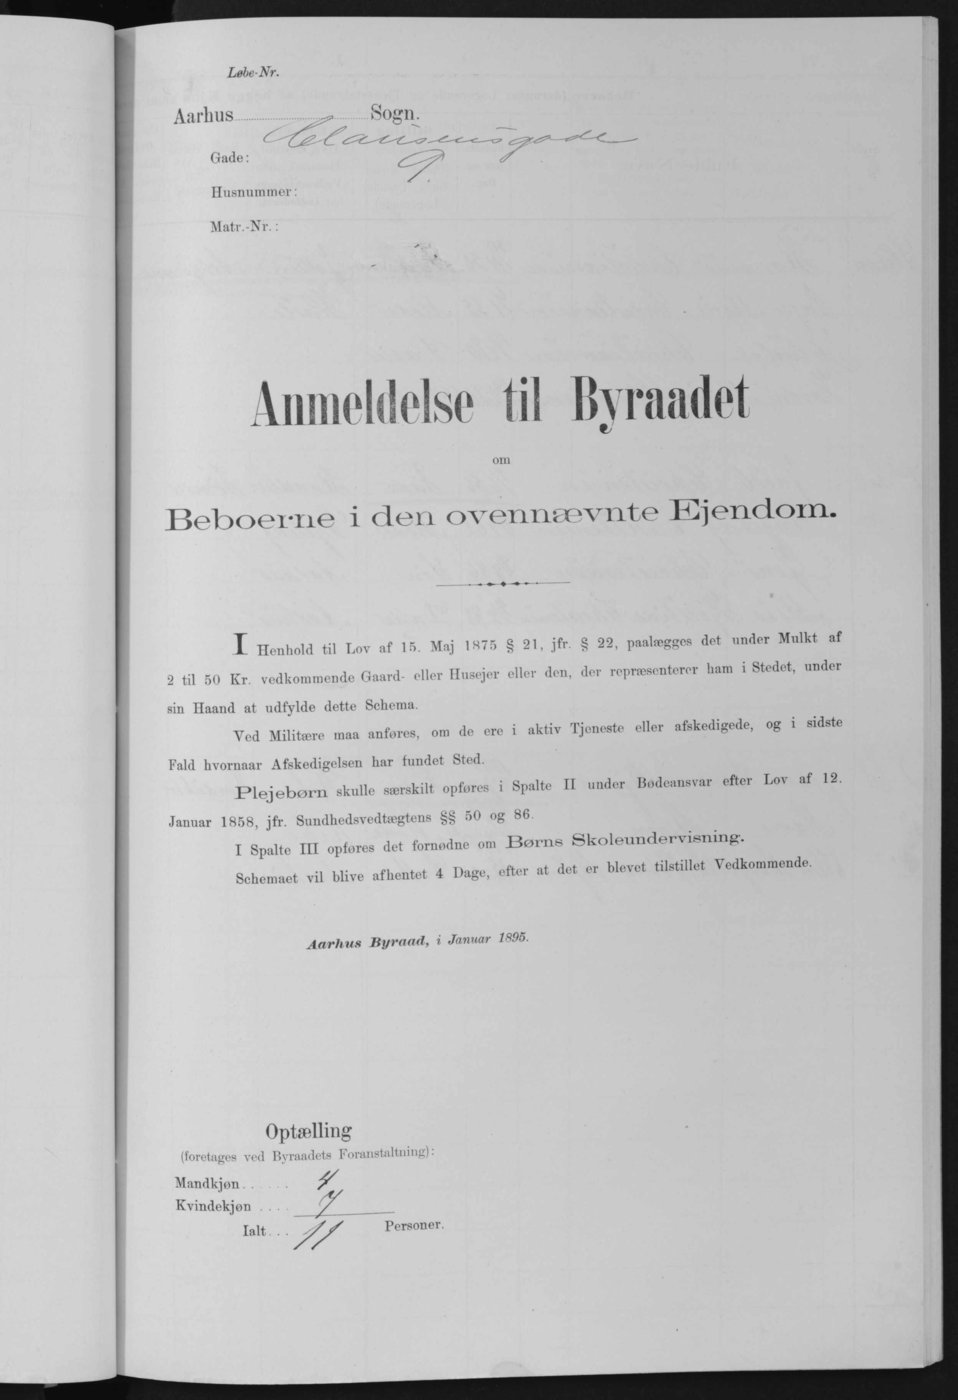 Løbe-Nr.
Aarhus Sogn.
Gade: Clausensgade
Husnummer: 9.
Matr.-Nr.:
Anmeldelse til Byraadet
om
Beboerne i den ovennævnte Ejendom.
I Henhold til Lov af 15. Maj 1875 § 21, jfr. § 22, paalægges det under Mulkt af
2 til 50 Kr. vedkommende Gaard- eller Husejer eller den, der repræsenterer ham i Stedet, under
sin Haand at udfylde dette Schema.
Ved Militære maa anføres, om de ere i aktiv Tjeneste eller afskedigede, og i sidste
Fald hvornaar Afskedigelsen har fundet Sted.
Plejebørn skulle særskilt opføres i Spalte II under Bødeansvar efter Lov af 12.
Januar 1858, jfr. Sundhedsvedtægtens §§ 50 og 86.
I Spalte III opføres det fornødne om Børns Skoleundervisning.
Schemaet vil blive afhentet 4 Dage, efter at det er blevet tilstillet Vedkommende.
Aarhus Byraad, i Januar 1895.
Optælling
(foretages ved Byraadets Foranstaltning):
Mandkjøn...... 4
Kvindekjøn .... 7
Ialt... 11 Personer.